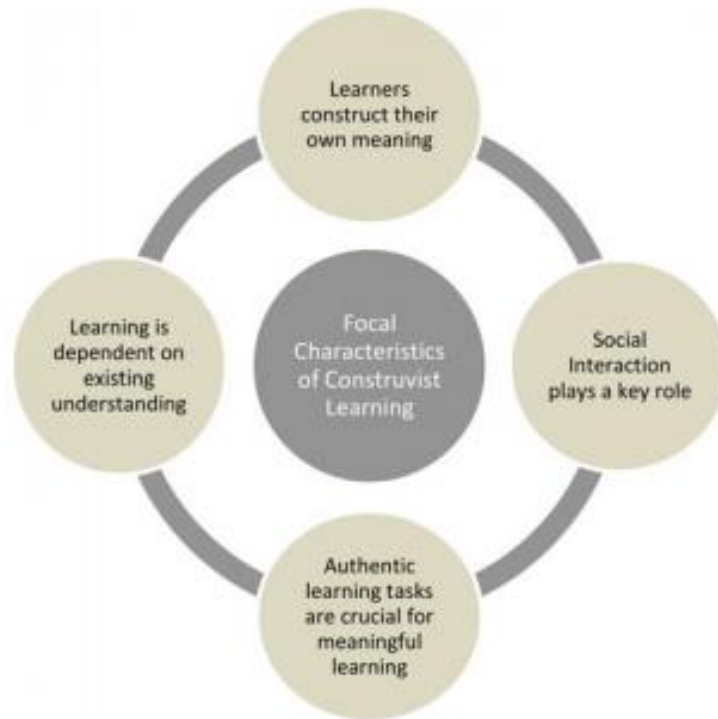 Learners
construct their
own meaning
Learning is
dependent on
existing
understanding
Focal
Characteristics
of Construvist
Learning
Social
Interaction
plays a key role
Authentic
learning tasks
are crucial for
meaningful
learning